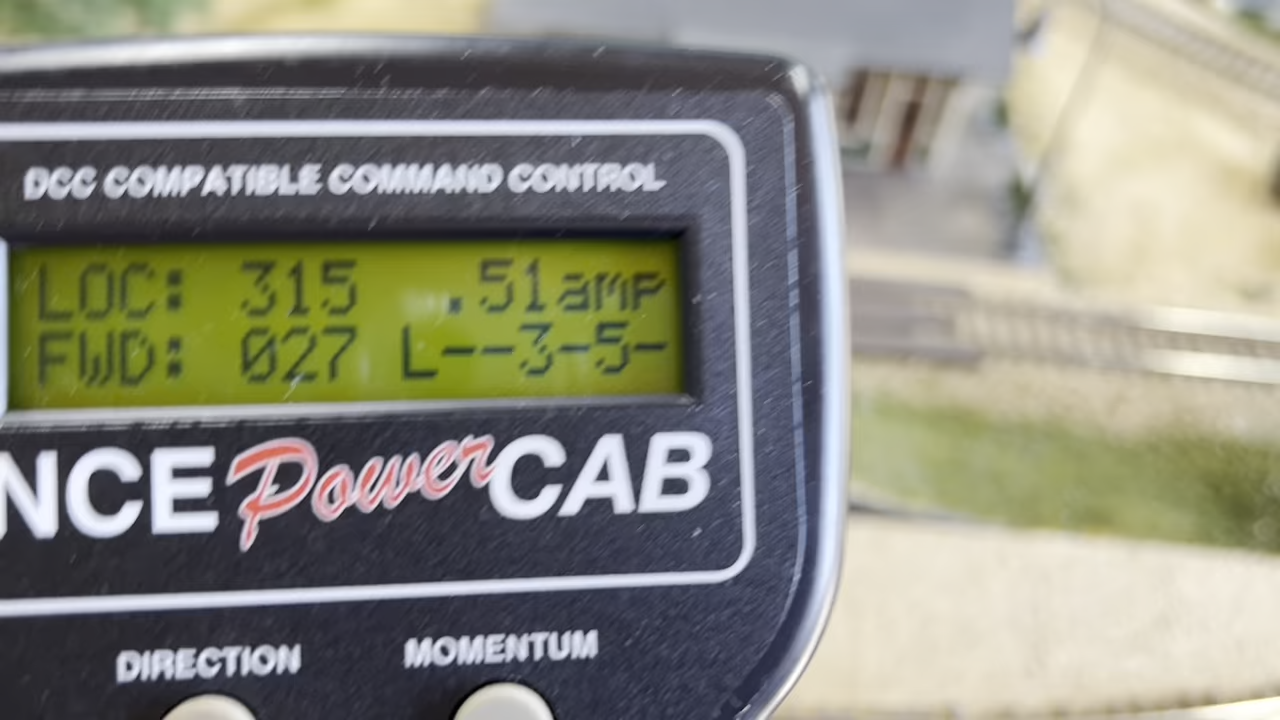 DCC COMPATIBLE COMMAND CONTROL
LOC: 315 .51amp
FWD: 027 L--3-5-
NCE PowerCAB
DIRECTION MOMENTUM